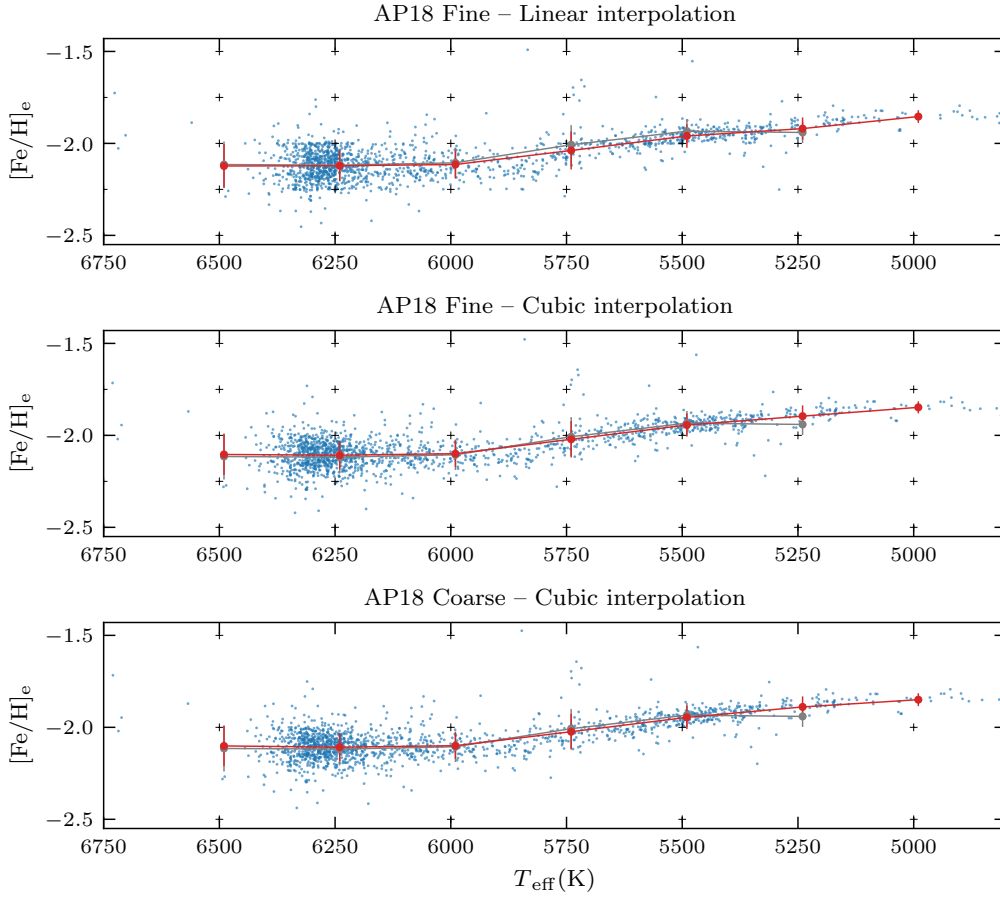 AP18 Fine – Linear interpolation
−1.5
−2.0
−2.5
[Fe/H]e
6750 6500 6250 6000 5750 5500 5250 5000
AP18 Fine – Cubic interpolation
−1.5
−2.0
−2.5
[Fe/H]e
6750 6500 6250 6000 5750 5500 5250 5000
AP18 Coarse – Cubic interpolation
−1.5
−2.0
−2.5
[Fe/H]e
6750 6500 6250 6000 5750 5500 5250 5000
Teff(K)